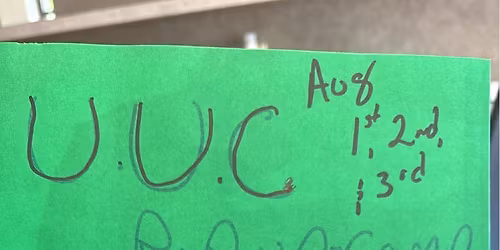 U.U.C.
Aug
1st, 2nd,
; 3rd